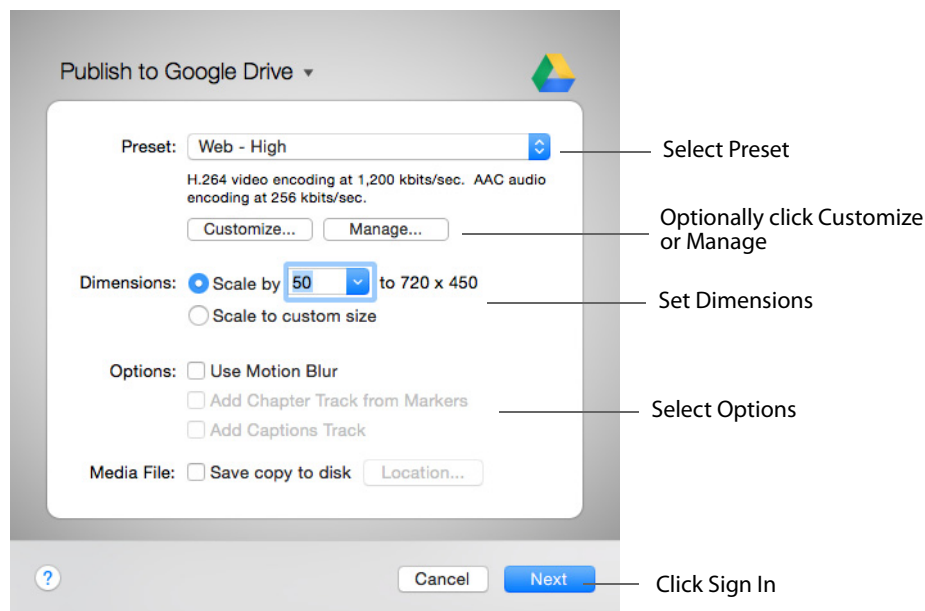 Publish to Google Drive
Preset: Web - High
Select Preset
H.264 video encoding at 1,200 kbits/sec. AAC audio
encoding at 256 kbits/sec.
Customize... Manage...
Optionally click Customize
or Manage
Dimensions: Scale by 50 to 720 x 450
Set Dimensions
Scale to custom size
Options: Use Motion Blur
Add Chapter Track from Markers
Select Options
Add Captions Track
Media File: Save copy to disk Location...
? Cancel Next
Click Sign In